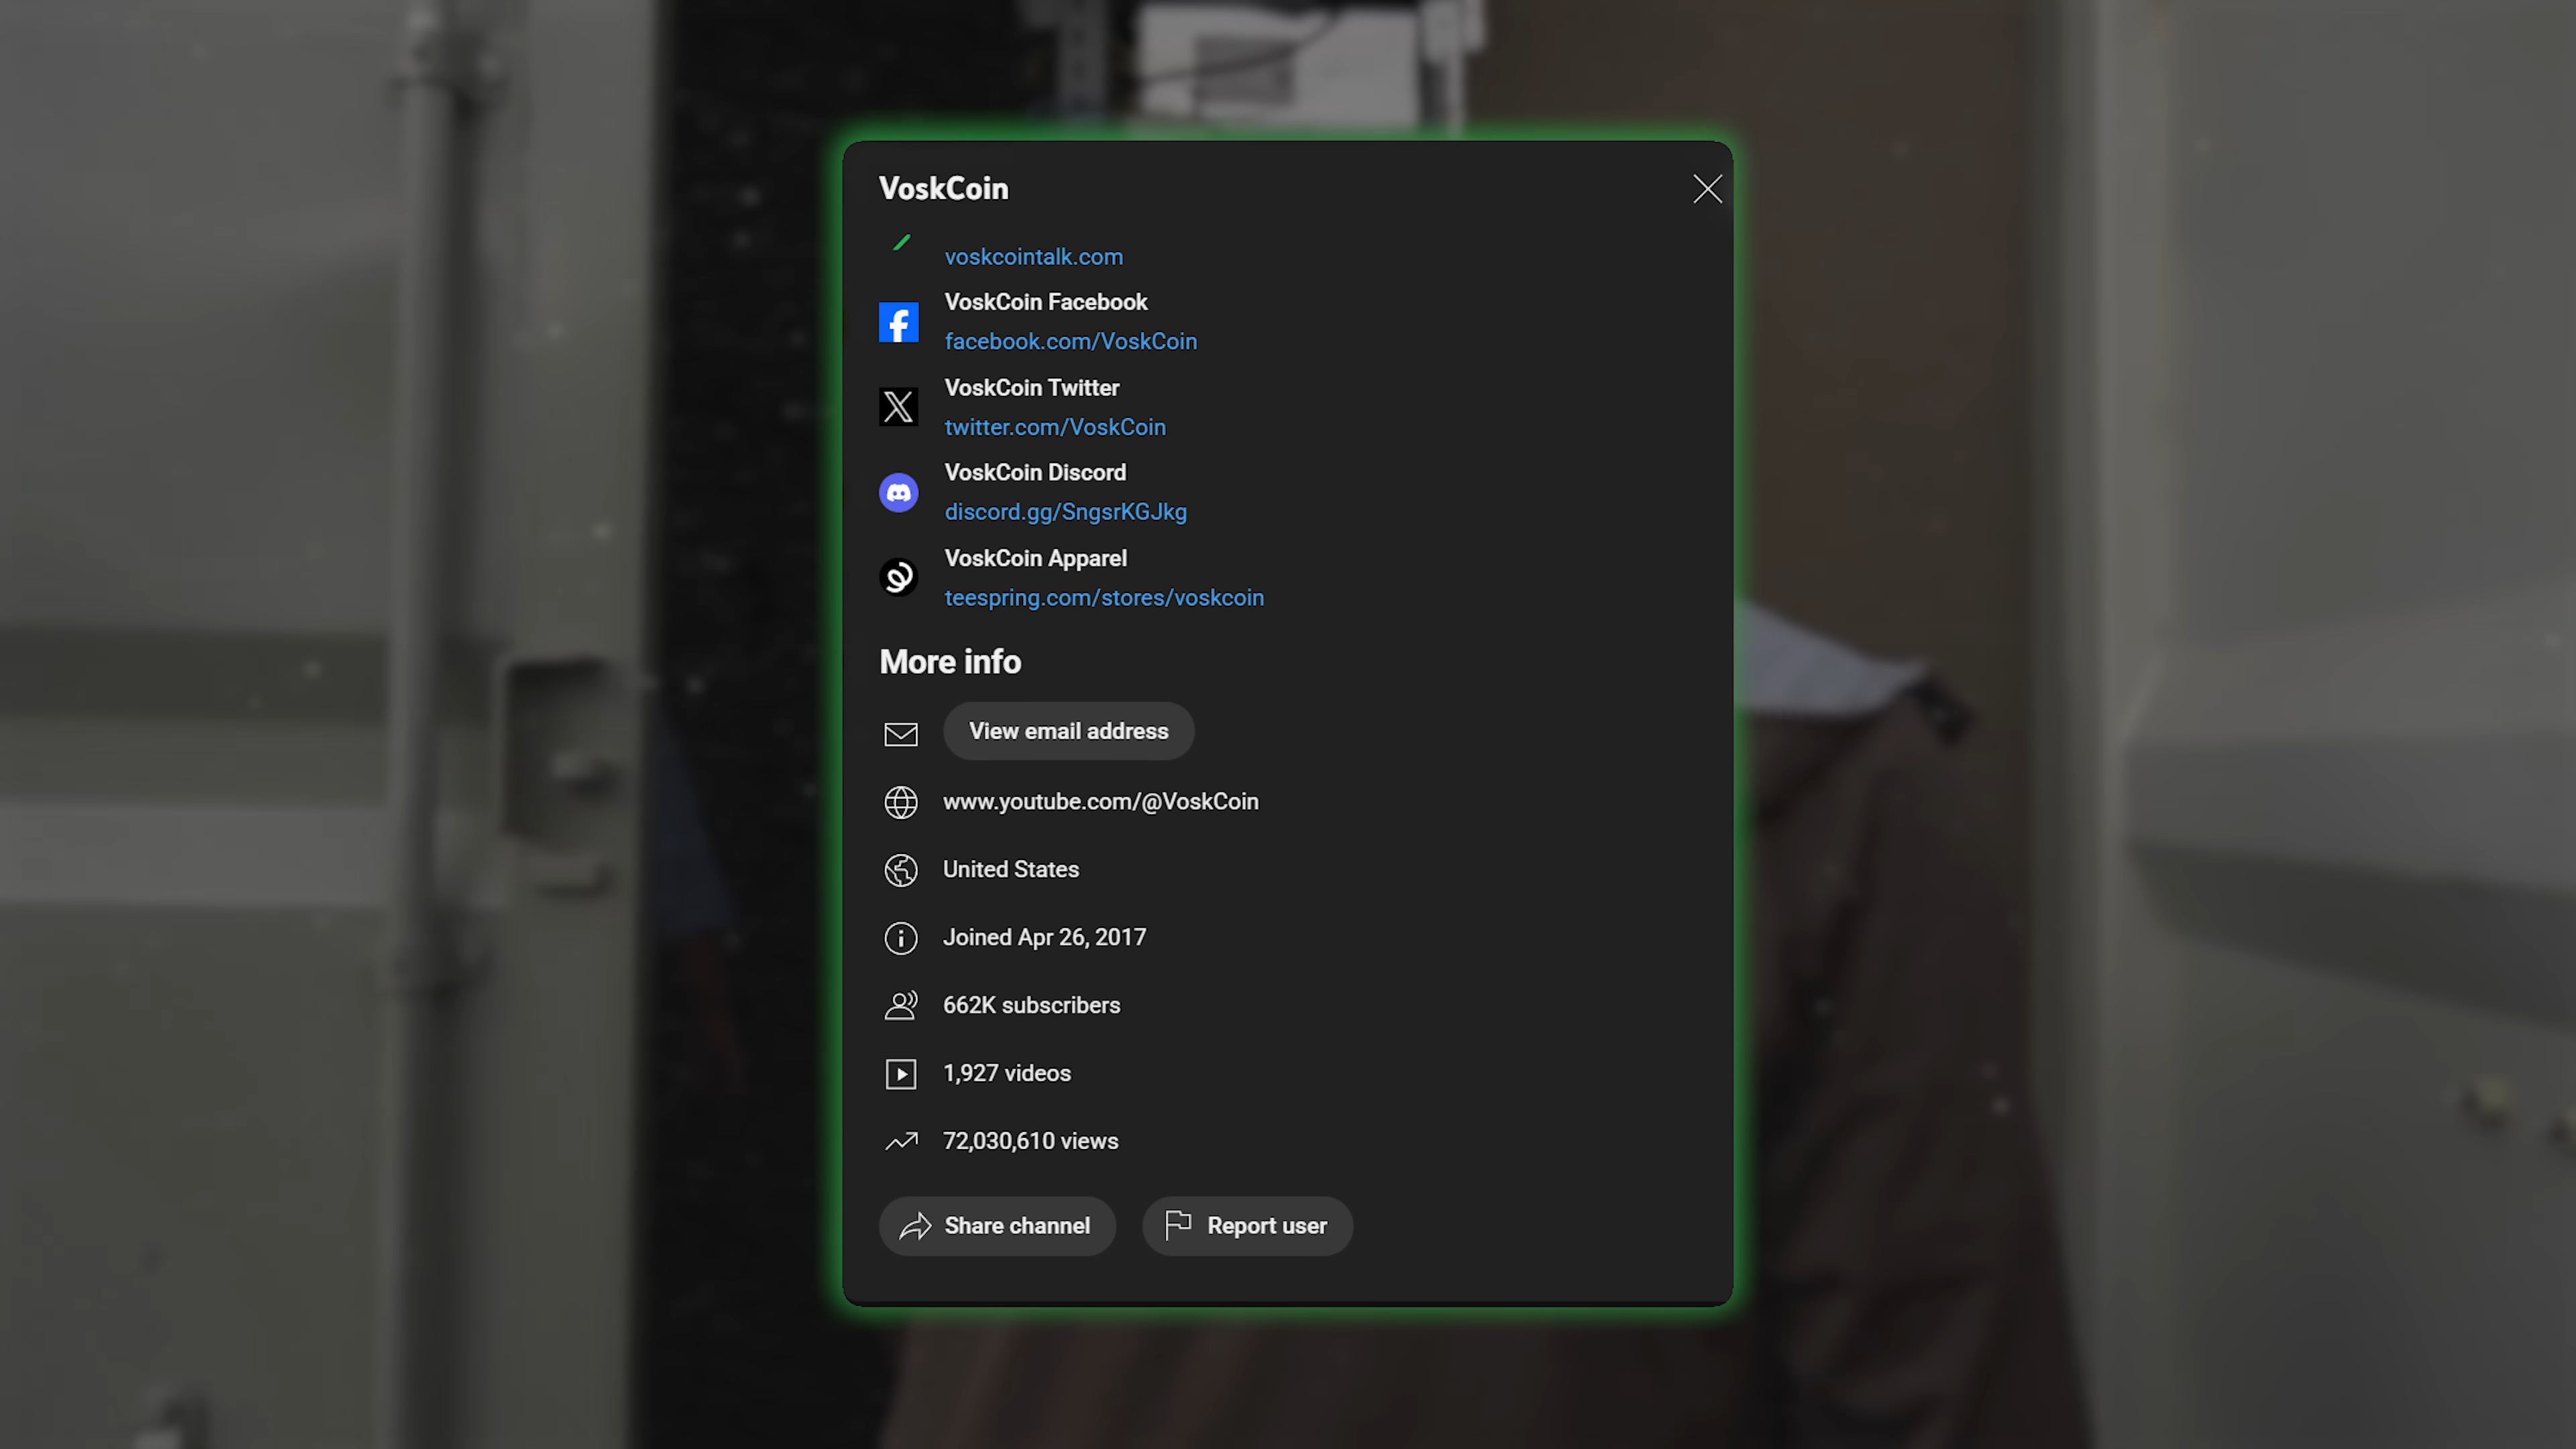 VoskCoin
voskcointalk.com
VoskCoin Facebook
facebook.com/VoskCoin
VoskCoin Twitter
twitter.com/VoskCoin
VoskCoin Discord
discord.gg/SngsrKGJkg
VoskCoin Apparel
teespring.com/stores/voskcoin
More info
View email address
www.youtube.com/@VoskCoin
United States
Joined Apr 26, 2017
662K subscribers
1,927 videos
72,030,610 views
Share channel
Report user